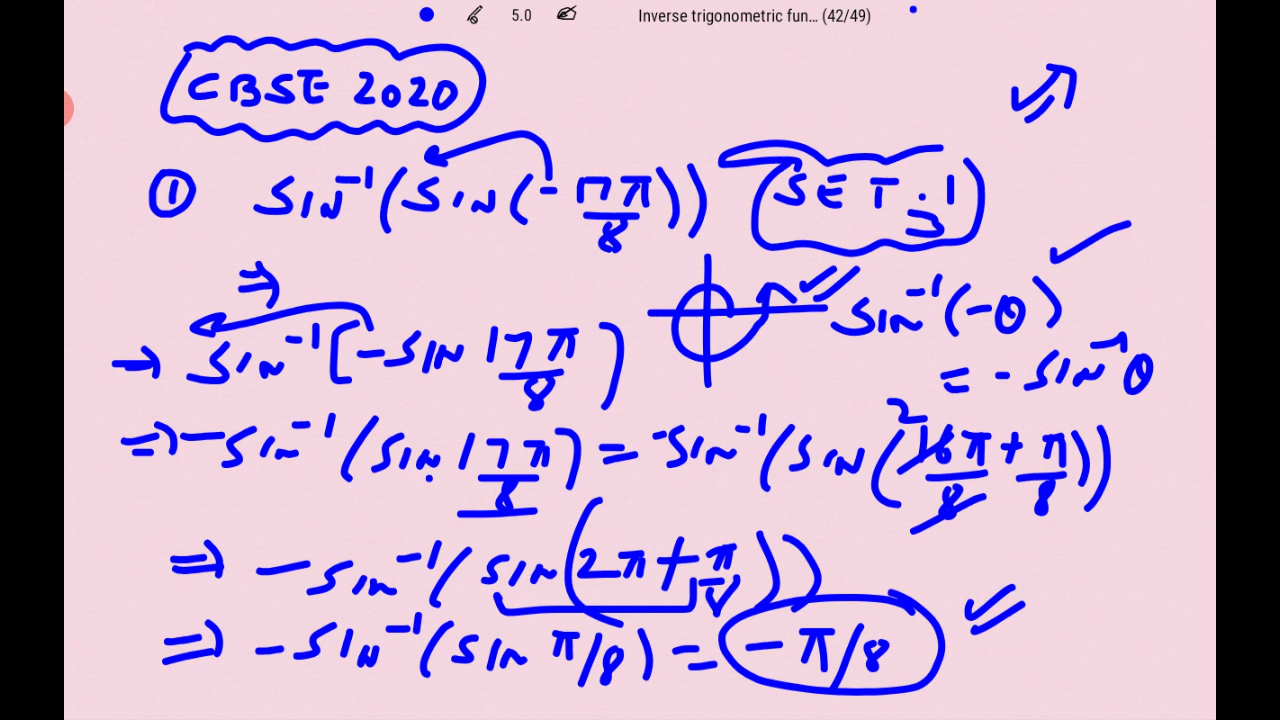 5.0 Inverse trigonometric fun... (42/49)
CBSE 2020
① SIN⁻¹(SIN(-17π/8)) SET.1
3
⇒
sin⁻¹(-θ)
= - sin⁻¹θ
→ sin⁻¹[-sin 17π/8)
⇒ -sin⁻¹(sin 17π/8) = -sin⁻¹(sin(16π/8 + π/8))
2
⇒ -sin⁻¹(sin(2π+π/8))
⇒ -sin⁻¹(sin π/8) = -π/8